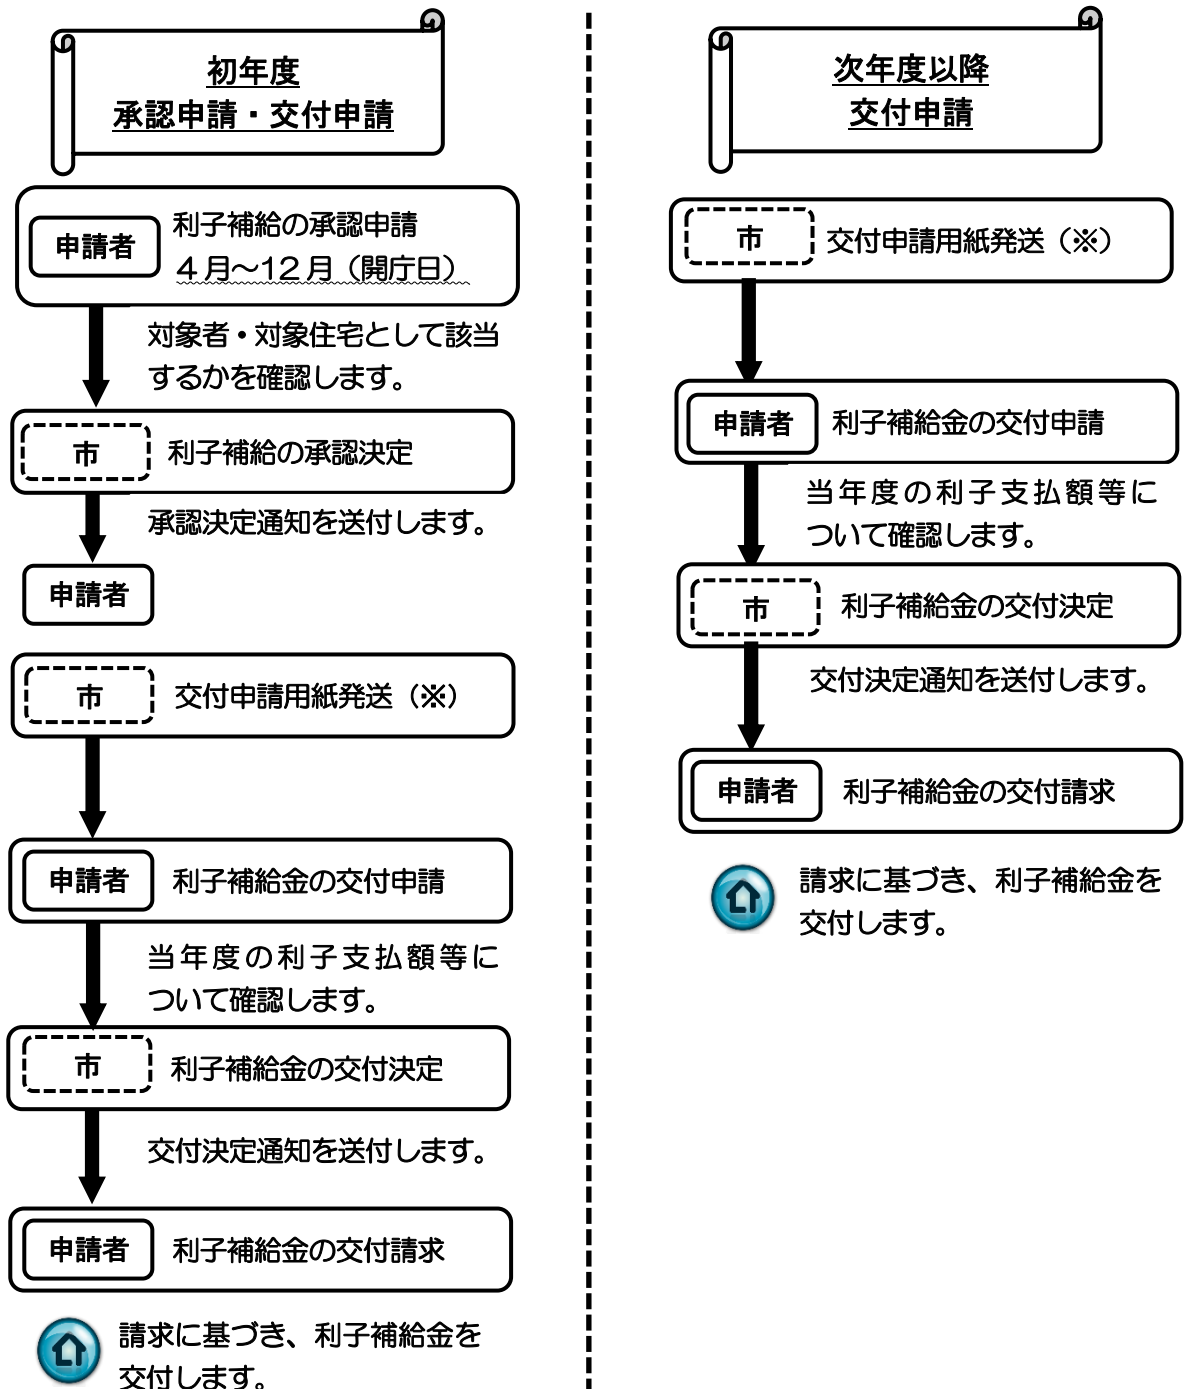 初年度
承認申請・交付申請
申請者
利子補給の承認申請
4月～12月（開庁日）
対象者・対象住宅として該当
するかを確認します。
市
利子補給の承認決定
承認決定通知を送付します。
申請者
市
交付申請用紙発送（※）
申請者
利子補給金の交付申請
当年度の利子支払額等に
ついて確認します。
市
利子補給金の交付決定
交付決定通知を送付します。
申請者
利子補給金の交付請求
請求に基づき、利子補給金を
交付します。
次年度以降
交付申請
市
交付申請用紙発送（※）
申請者
利子補給金の交付申請
当年度の利子支払額等に
ついて確認します。
市
利子補給金の交付決定
交付決定通知を送付します。
申請者
利子補給金の交付請求
請求に基づき、利子補給金を
交付します。